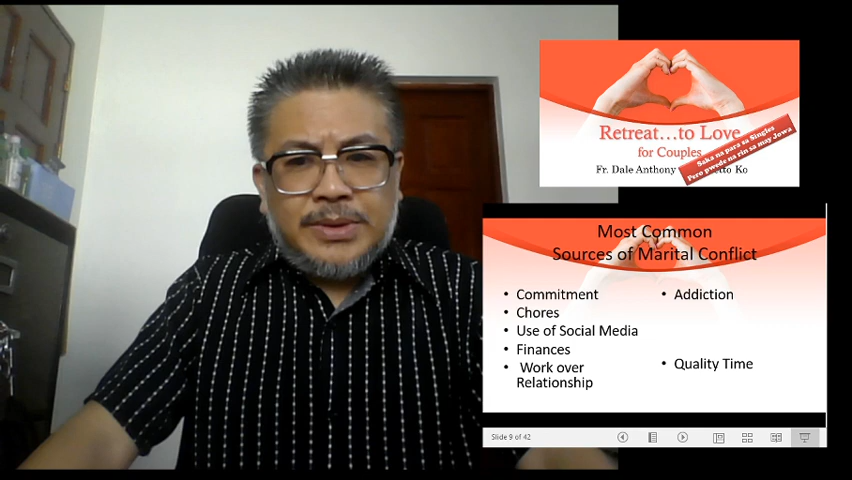 Retreat…to Love
for Couples
Saka na para sa Singles
Pero pwede na rin sa may Jowa
Fr. Dale Anthony Ko
Most Common
Sources of Marital Conflict
• Commitment
• Chores
• Use of Social Media
• Finances
• Work over
Relationship
• Addiction
• Quality Time
Slide 9 of 42